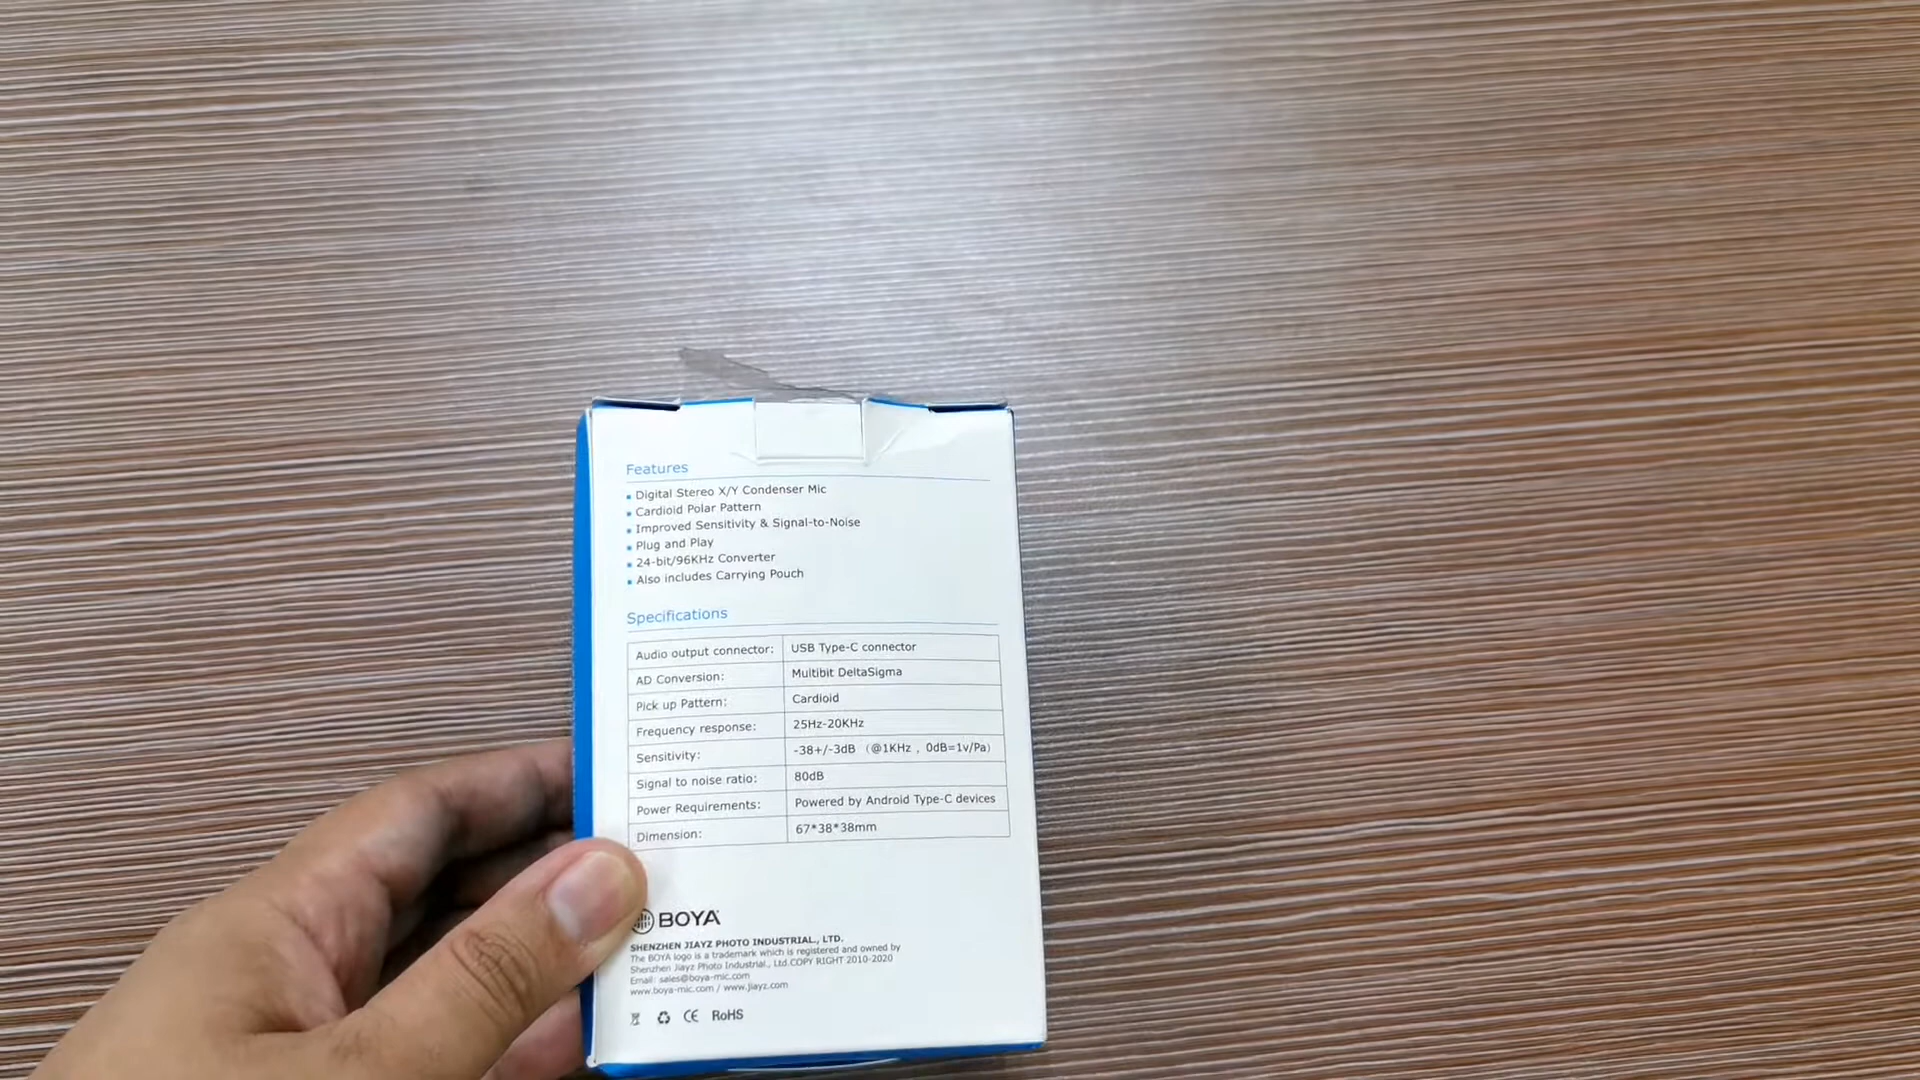 Features
Digital Stereo X/Y Condenser Mic
Cardioid Polar Pattern
Improved Sensitivity & Signal-to-Noise
Plug and Play
24-bit/96KHz Converter
Also includes Carrying Pouch
Specifications
Audio output connector: USB Type-C connector
AD Conversion: Multibit DeltaSigma
Pick up Pattern: Cardioid
Frequency response: 25Hz-20KHz
Sensitivity: -38+/-3dB （@1KHz , 0dB=1v/Pa）
Signal to noise ratio: 80dB
Power Requirements: Powered by Android Type-C devices
Dimension: 67*38*38mm
BOYA
SHENZHEN JIAYZ PHOTO INDUSTRIAL., LTD.
The BOYA logo is a trademark which is registered and owned by
Shenzhen Jiayz Photo Industrial., Ltd.COPY RIGHT 2010-2020
Email: sales@boya-mic.com
www.boya-mic.com / www.jiayz.com
CE RoHS